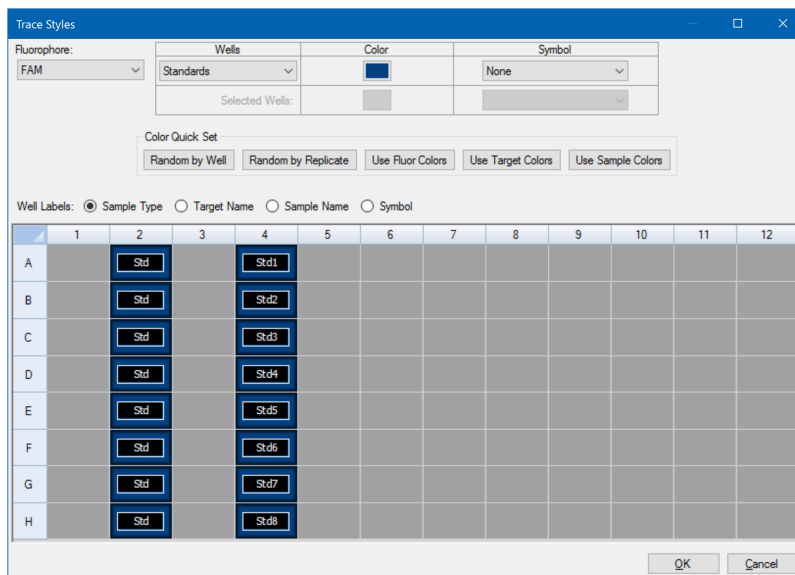 Trace Styles
Fluorophore: Wells Color Symbol
FAM Standards None
Selected Wells:
Color Quick Set
Random by Well Random by Replicate Use Fluor Colors Use Target Colors Use Sample Colors
Well Labels: Sample Type Target Name Sample Name Symbol
1 2 3 4 5 6 7 8 9 10 11 12
A Std Std1
B Std Std2
C Std Std3
D Std Std4
E Std Std5
F Std Std6
G Std Std7
H Std Std8
OK Cancel